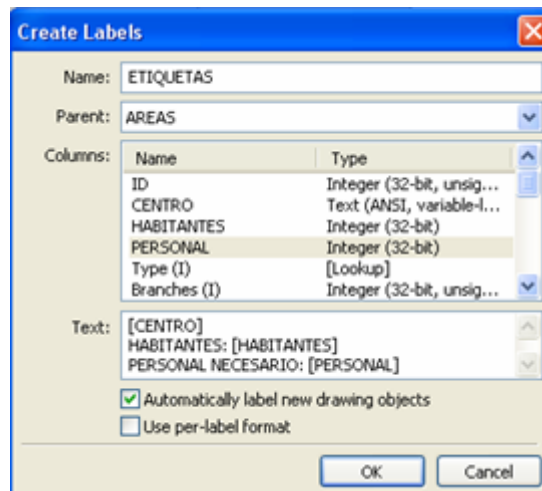 Create Labels
Name: ETIQUETAS
Parent: AREAS
Columns: Name Type
ID Integer (32-bit, unsig...
CENTRO Text (ANSI, variable-l...
HABITANTES Integer (32-bit)
PERSONAL Integer (32-bit)
Type (I) [Lookup]
Branches (I) Integer (32-bit, unsig...
Text: [CENTRO]
HABITANTES: [HABITANTES]
PERSONAL NECESARIO: [PERSONAL]
Automatically label new drawing objects
Use per-label format
OK Cancel